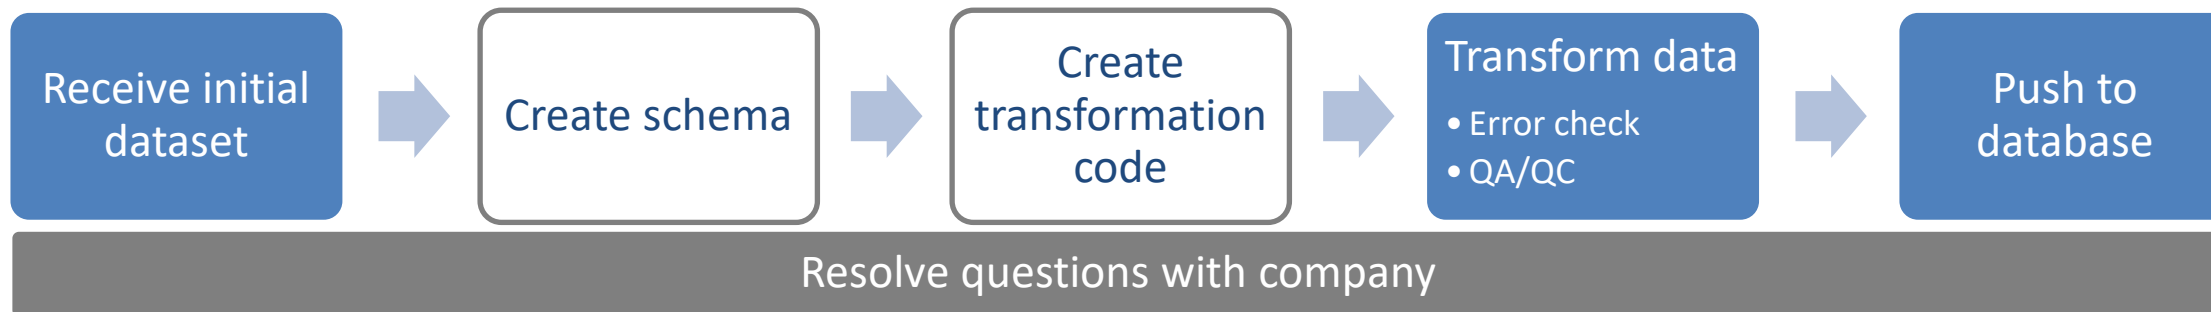 Receive initial
dataset
Create schema
Create
transformation
code
Transform data
• Error check
• QA/QC
Push to
database
Resolve questions with company